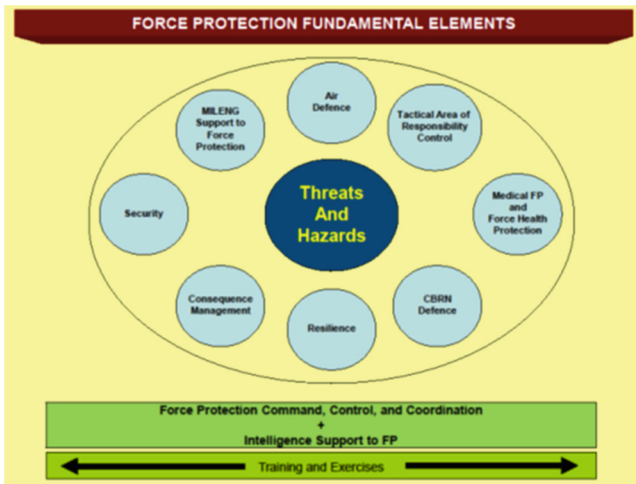 FORCE PROTECTION FUNDAMENTAL ELEMENTS
Air
Defence
MILENG
Support to
Force
Protection
Tactical Area of
Responsibility
Control
Threats
And
Hazards
Security
Medical FP
and
Force Health
Protection
Consequence
Management
Resilience
CBRN
Defence
Force Protection Command, Control, and Coordination
+
Intelligence Support to FP
Training and Exercises